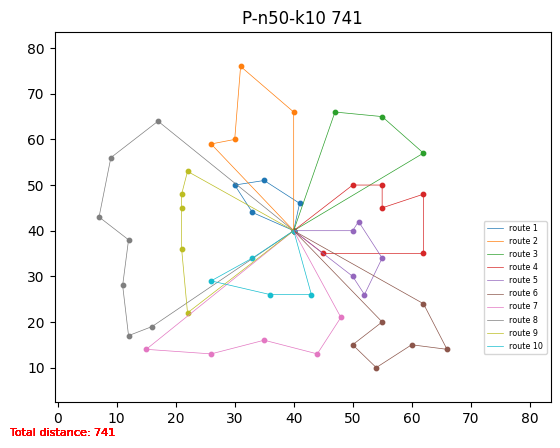 P-n50-k10 741
80
70
60
50
40
30
20
10
0 10 20 30 40 50 60 70 80
route 1
route 2
route 3
route 4
route 5
route 6
route 7
route 8
route 9
route 10
Total distance: 741